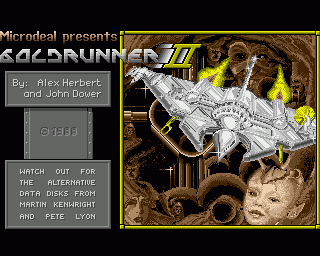 Microdeal presents
GOLDRUNNER II
By: Alex Herbert
and John Dower
©1988
WATCH OUT FOR
THE ALTERNATIVE
DATA DISKS FROM
MARTIN KENWRIGHT
AND PETE LYON